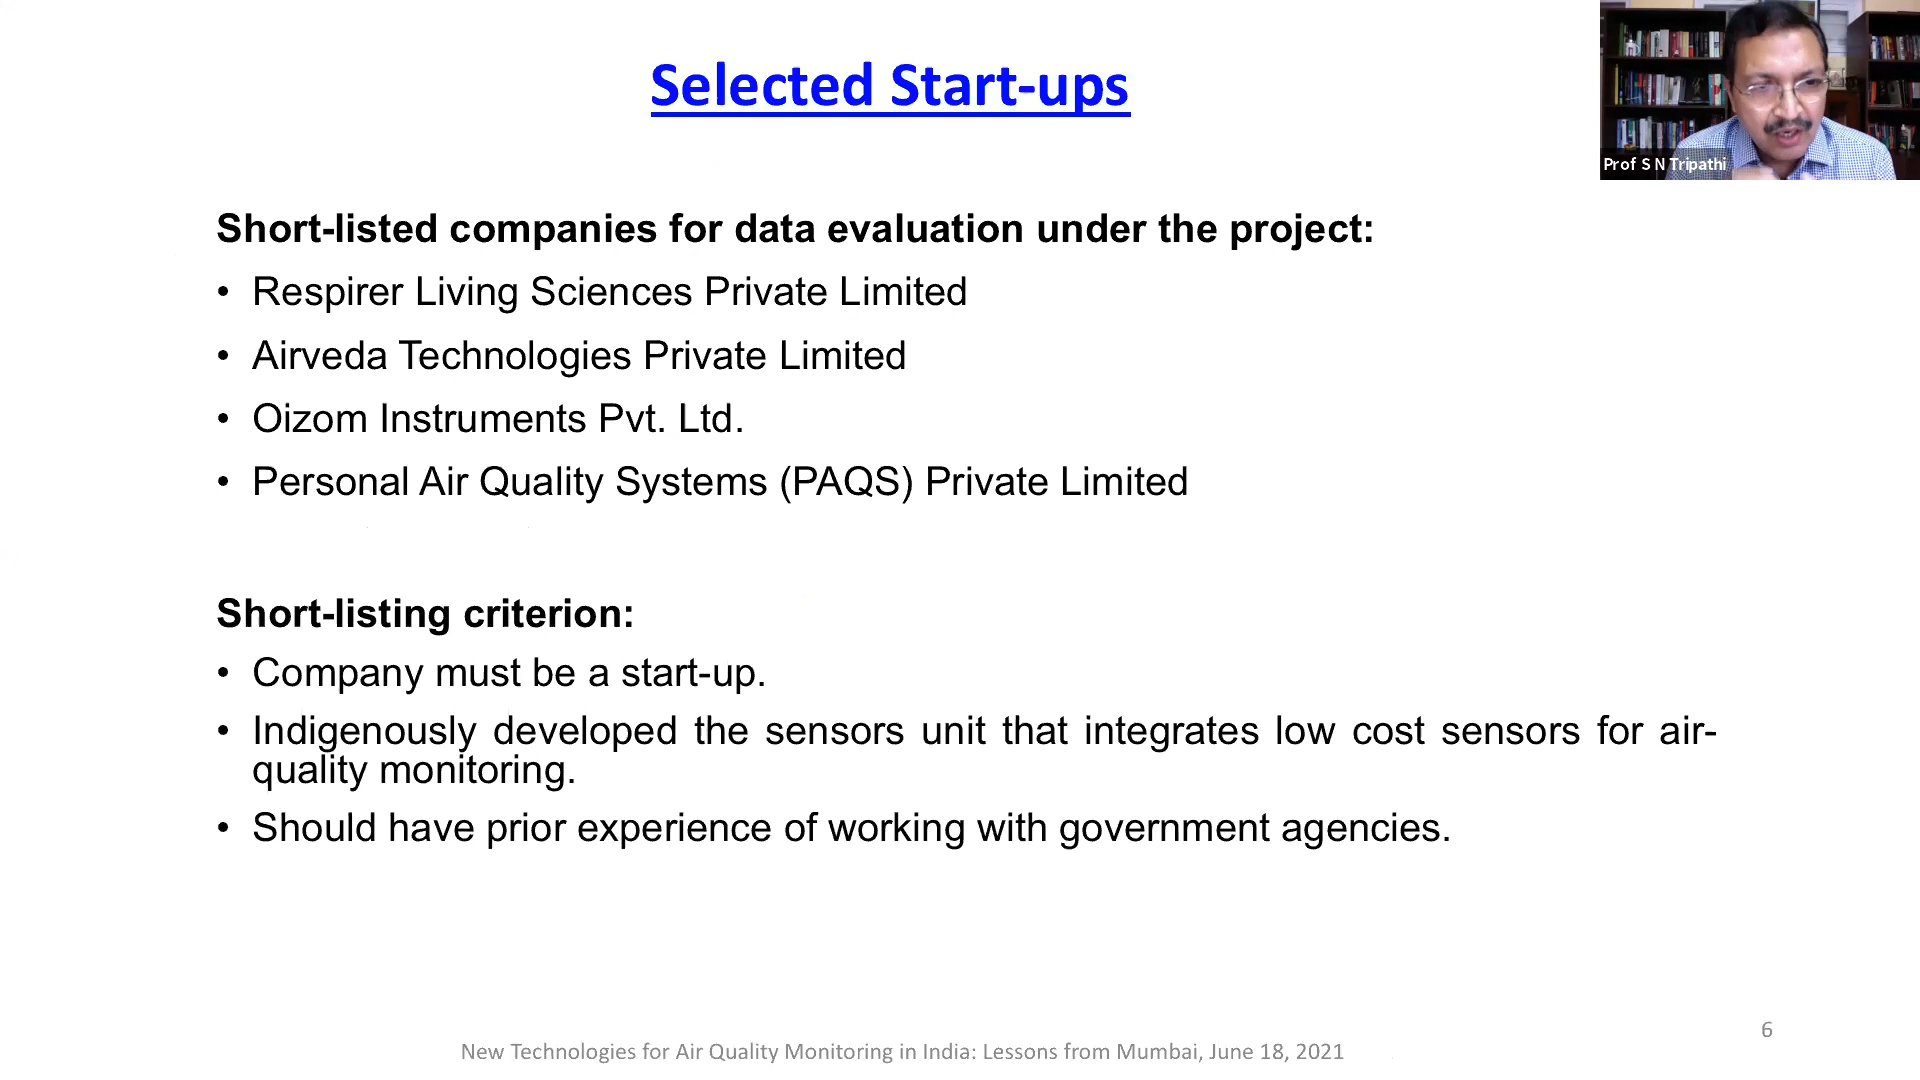 Selected Start-ups
Prof S N Tripathi
Short-listed companies for data evaluation under the project:
• Respirer Living Sciences Private Limited
• Airveda Technologies Private Limited
• Oizom Instruments Pvt. Ltd.
• Personal Air Quality Systems (PAQS) Private Limited
Short-listing criterion:
• Company must be a start-up.
• Indigenously developed the sensors unit that integrates low cost sensors for air-
quality monitoring.
• Should have prior experience of working with government agencies.
6
New Technologies for Air Quality Monitoring in India: Lessons from Mumbai, June 18, 2021